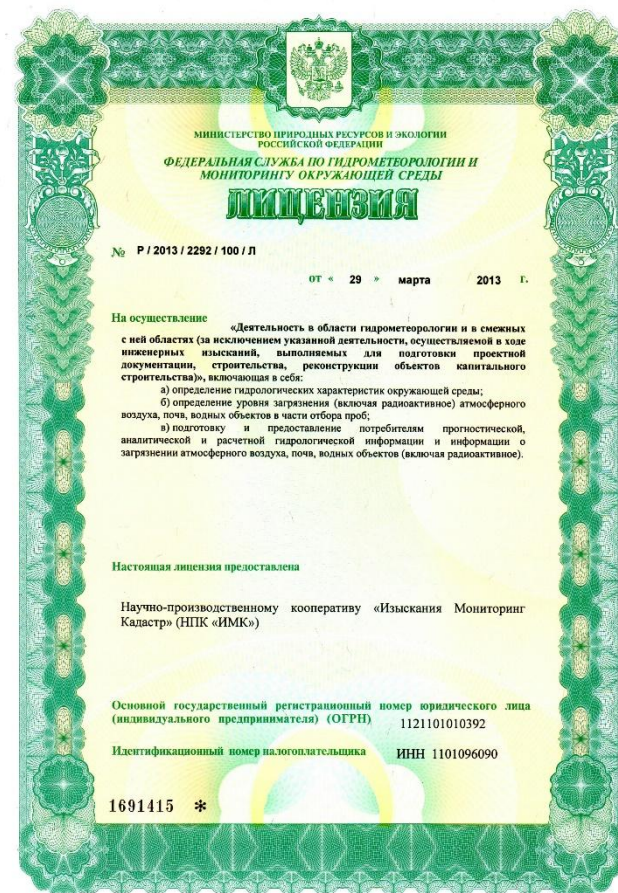 МИНИСТЕРСТВО ПРИРОДНЫХ РЕСУРСОВ И ЭКОЛОГИИ
РОССИЙСКОЙ ФЕДЕРАЦИИ
ФЕДЕРАЛЬНАЯ СЛУЖБА ПО ГИДРОМЕТЕОРОЛОГИИ И
МОНИТОРИНГУ ОКРУЖАЮЩЕЙ СРЕДЫ
ЛИЦЕНЗИЯ
№ Р / 2013 / 2292 / 100 / Л
от « 29 » марта 2013 г.
На осуществление
«Деятельность в области гидрометеорологии и в смежных
с ней областях (за исключением указанной деятельности, осуществляемой в ходе
инженерных изысканий, выполняемых для подготовки проектной
документации, строительства, реконструкции объектов капитального
строительства)», включающая в себя:
а) определение гидрологических характеристик окружающей среды;
б) определение уровня загрязнения (включая радиоактивное) атмосферного
воздуха, почв, водных объектов в части отбора проб;
в) подготовку и предоставление потребителям прогностической,
аналитической и расчетной гидрологической информации и информации о
загрязнении атмосферного воздуха, почв, водных объектов (включая радиоактивное).
Настоящая лицензия предоставлена
Научно-производственному кооперативу «Изыскания Мониторинг
Кадастр» (НПК «ИМК»)
Основной государственный регистрационный номер юридического лица
(индивидуального предпринимателя) (ОГРН) 1121101010392
Идентификационный номер налогоплательщика ИНН 1101096090
1691415 *